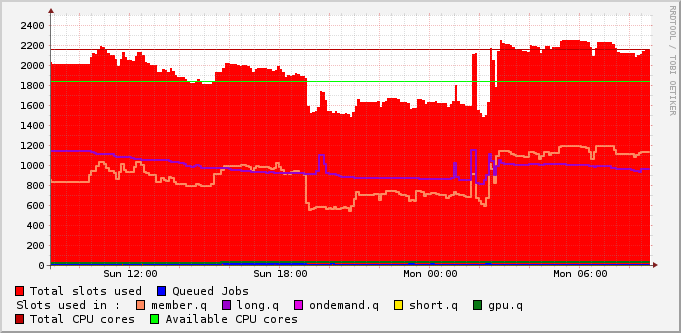 RRDTOOL / TOBI OETIKER
2400
2200
2000
1800
1600
1400
1200
1000
800
600
400
200
0
Sun 12:00 Sun 18:00 Mon 00:00 Mon 06:00
Total slots used Queued Jobs
Slots used in : member.q long.q ondemand.q short.q gpu.q
Total CPU cores Available CPU cores